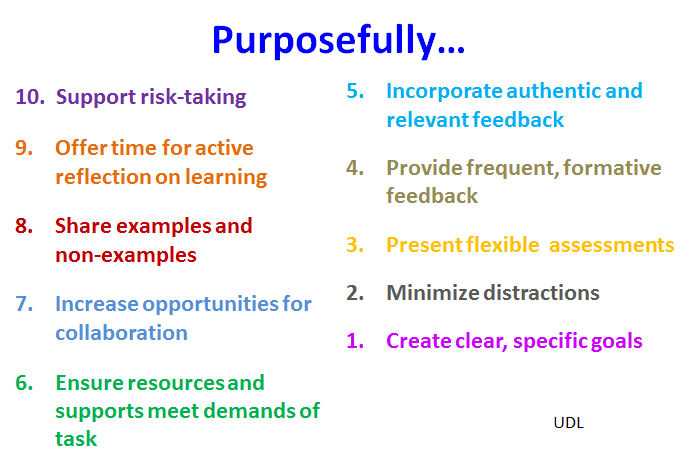 Purposefully...
10. Support risk-taking
9. Offer time for active
reflection on learning
8. Share examples and
non-examples
7. Increase opportunities for
collaboration
6. Ensure resources and
supports meet demands of
task
5. Incorporate authentic and
relevant feedback
4. Provide frequent, formative
feedback
3. Present flexible assessments
2. Minimize distractions
1. Create clear, specific goals
UDL